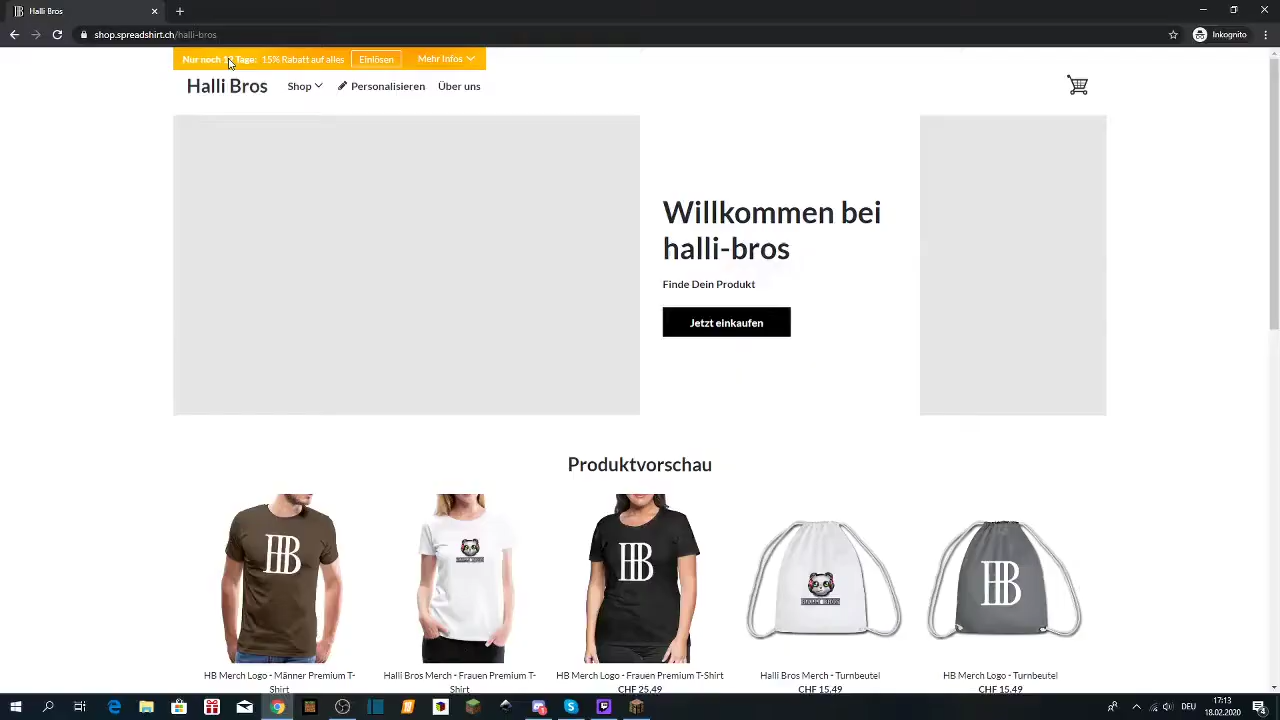 Halli Bros
shop.spreadshirt.ch/halli-bros
Inkognito
Nur noch Tage: 15% Rabatt auf alles Einlösen Mehr Infos
Halli Bros Shop Personalisieren Über uns
Willkommen bei
halli-bros
Finde Dein Produkt
Jetzt einkaufen
Produktvorschau
HB
HB
HB
HB Merch Logo - Männer Premium T-
Shirt
Halli Bros Merch - Frauen Premium T-
Shirt
HB Merch Logo - Frauen Premium T-Shirt
CHF 25.49
Halli Bros Merch - Turnbeutel
CHF 15.49
HB Merch Logo - Turnbeutel
CHF 15.49
DEU
17:13
18.02.2020